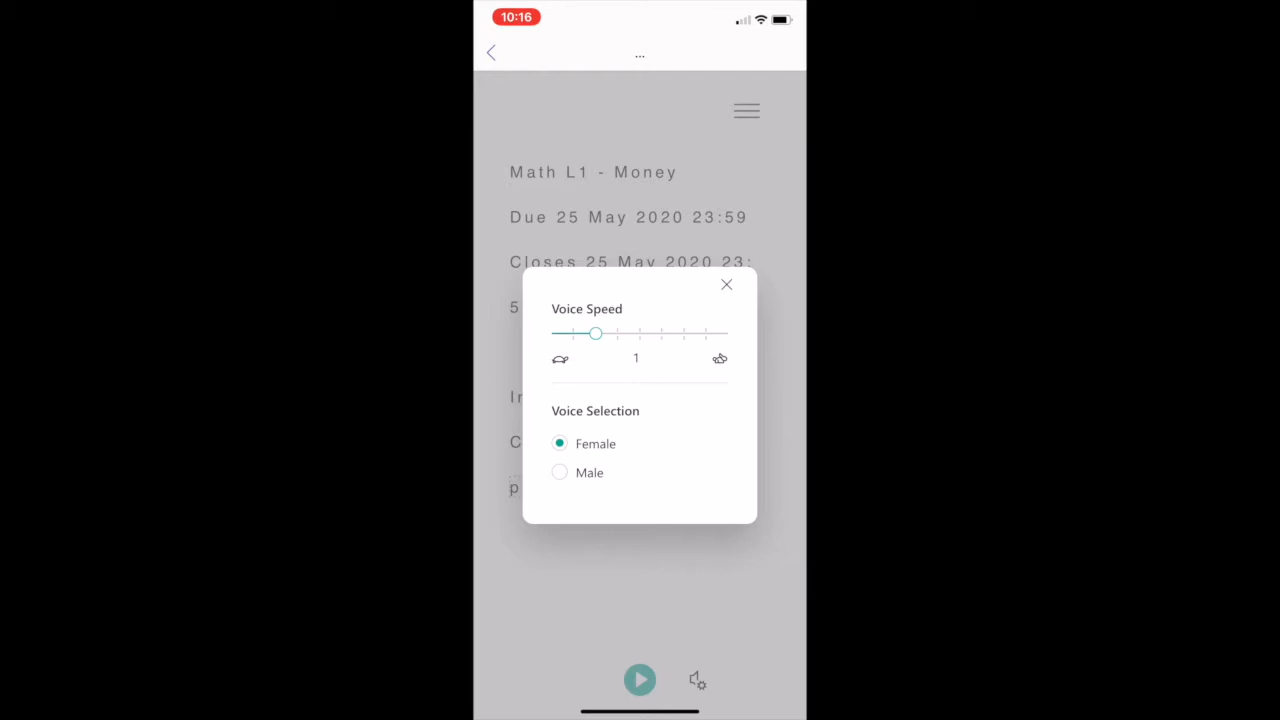 10:16
...
Math L1 - Money
Due 25 May 2020 23:59
Closes 25 May 2020 23:
5
Voice Speed
1
In
C
Voice Selection
Female
Male
p